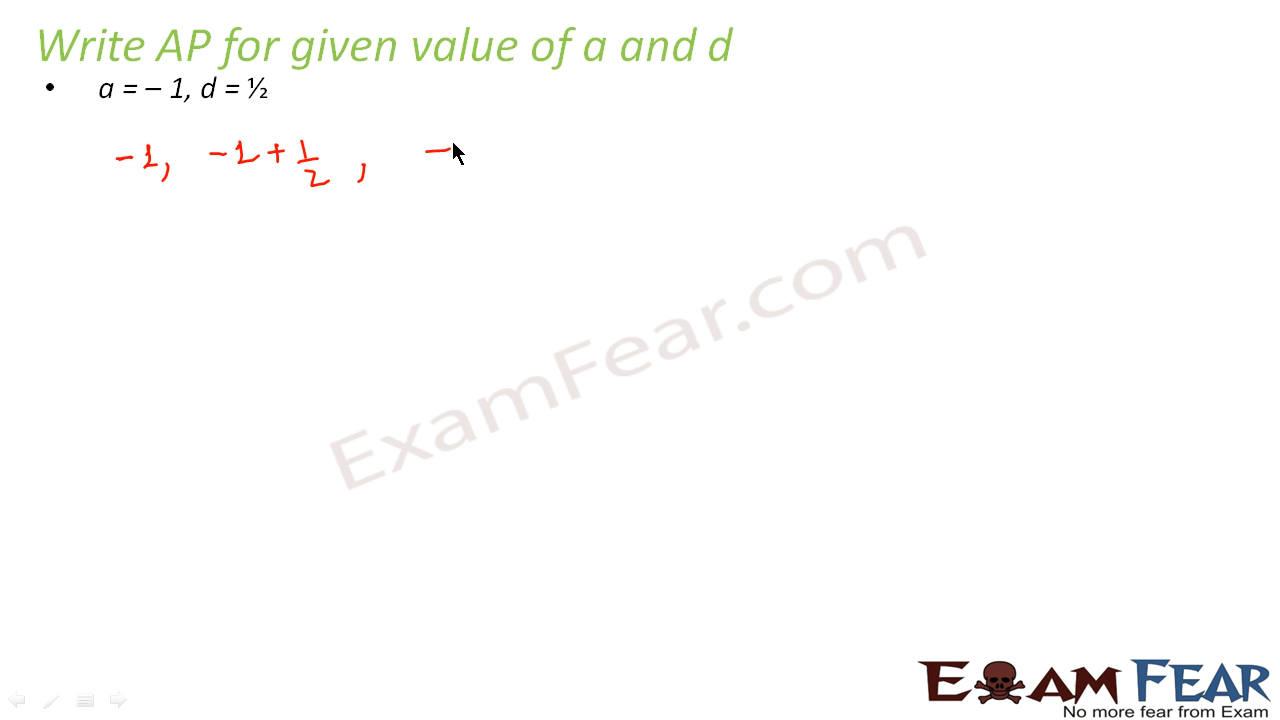 Write AP for given value of a and d
• a = – 1, d = ½
-1, -1 + 1/2 , –
ExamFear.com
EXAM FEAR
No more fear from Exam